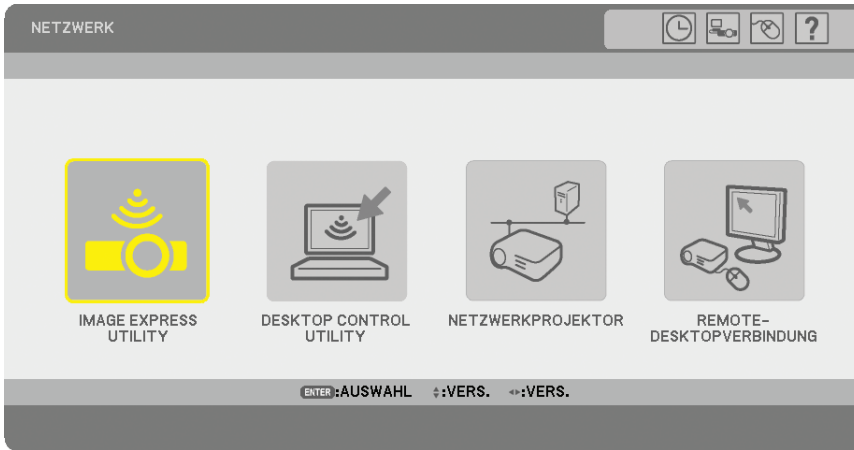 NETZWERK
?
IMAGE EXPRESS
UTILITY
DESKTOP CONTROL
UTILITY
NETZWERKPROJEKTOR
REMOTE-
DESKTOPVERBINDUNG
ENTER :AUSWAHL :VERS. :VERS.